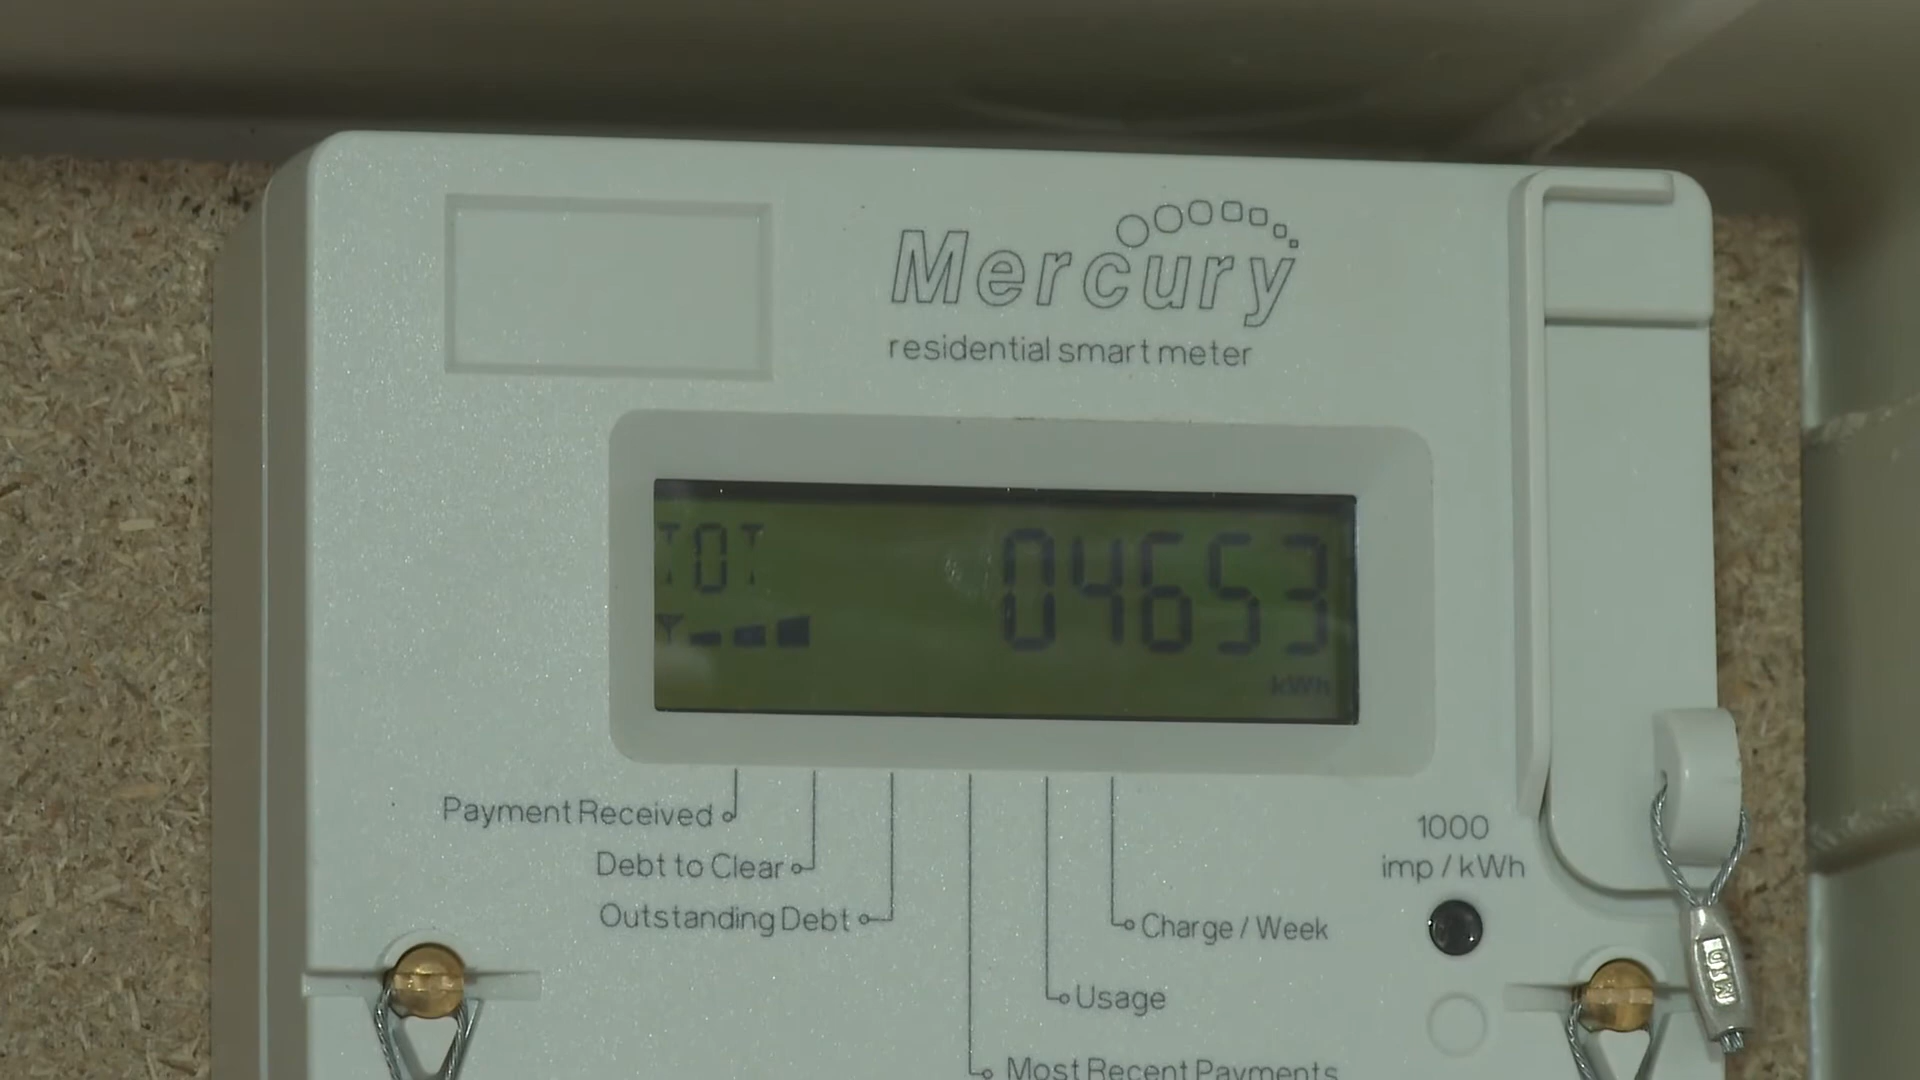 Mercury
residential smart meter
TOT
04653
kWh
Payment Received
Debt to Clear
Outstanding Debt
Charge / Week
Usage
Most Recent Payments
1000
imp / kWh